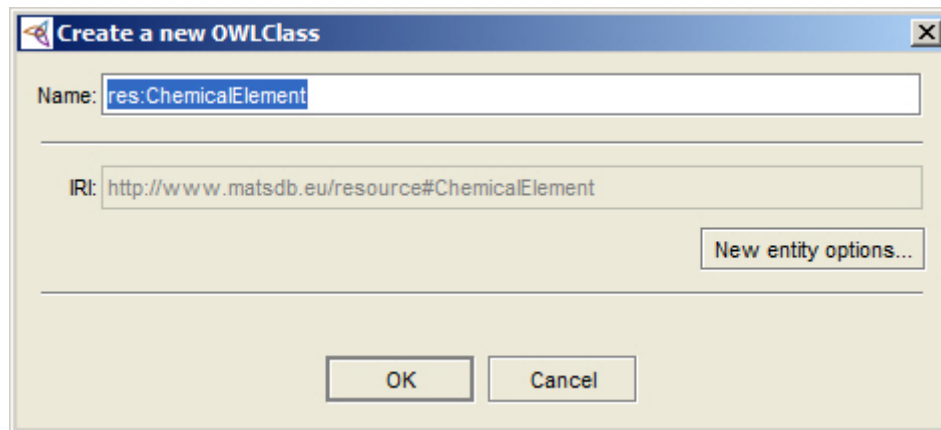 Create a new OWLClass
Name: res:ChemicalElement
IRI: http://www.matsdb.eu/resource#ChemicalElement
New entity options...
OK Cancel